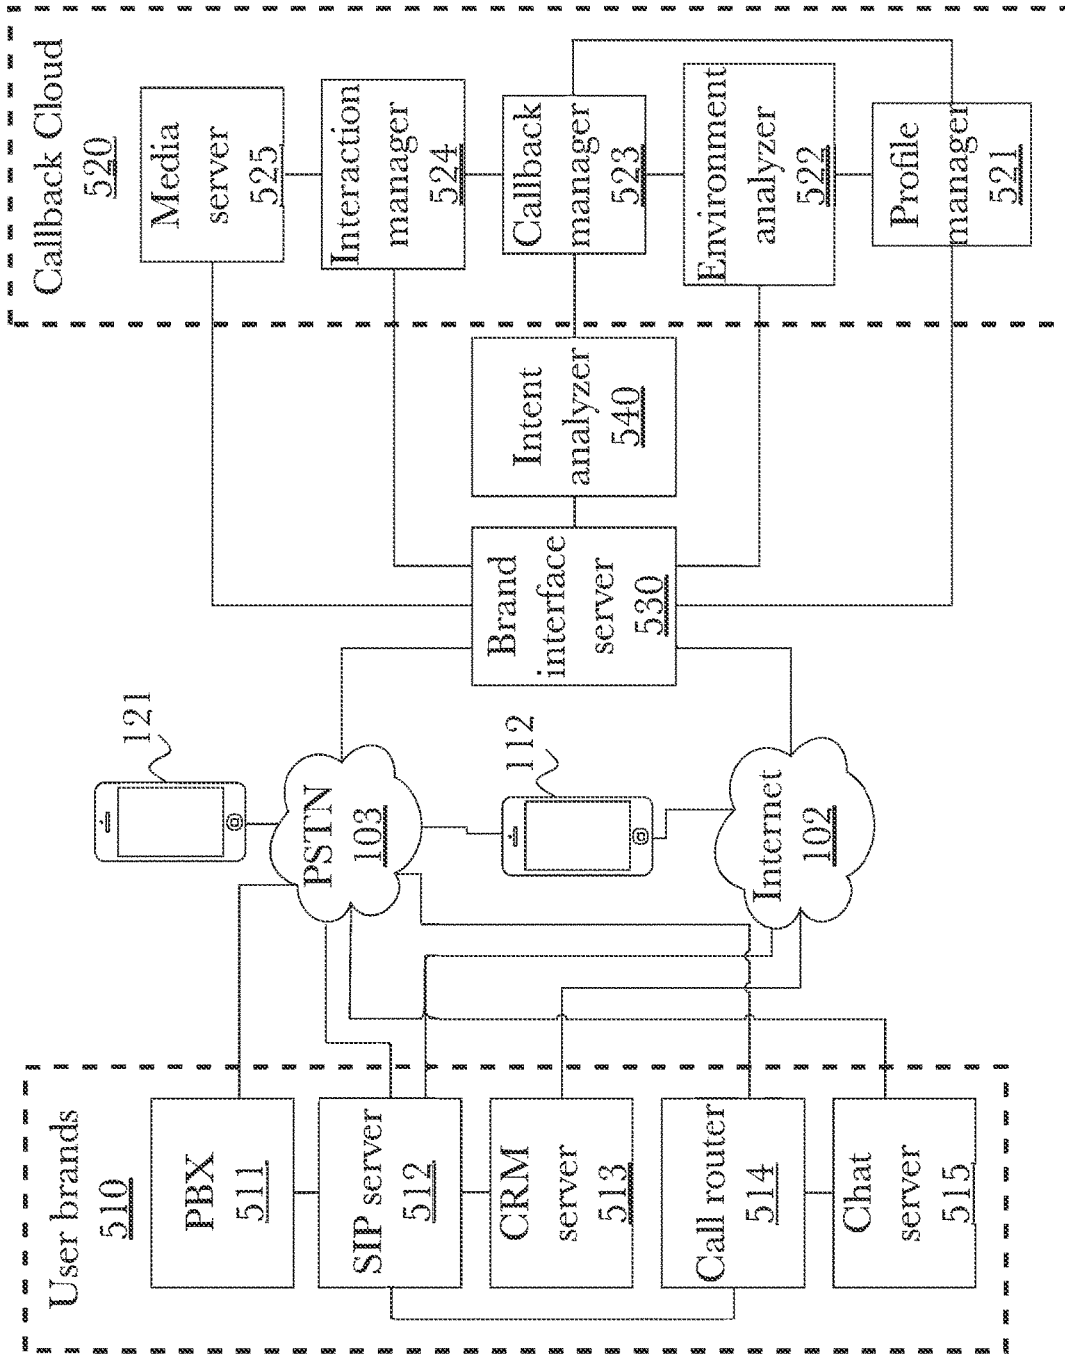 Callback Cloud
520
Media
server
525
Interaction
manager
524
Callback
manager
523
Environment
analyzer
522
Profile
manager
521
Intent
analyzer
540
Brand
interface
server
530
121
PSTN
103
112
Internet
102
User brands
510
PBX
511
SIP server
512
CRM
server
513
Call router
514
Chat
server
515